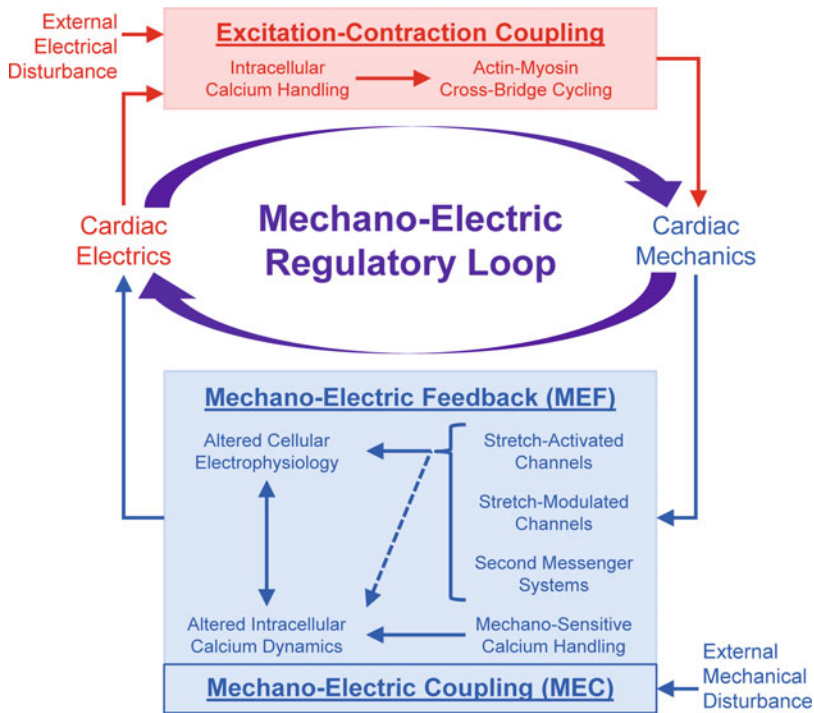 External
Electrical
Disturbance
Excitation-Contraction Coupling
Intracellular
Calcium Handling
Actin-Myosin
Cross-Bridge Cycling
Cardiac
Electrics
Mechano-Electric
Regulatory Loop
Cardiac
Mechanics
Mechano-Electric Feedback (MEF)
Altered Cellular
Electrophysiology
Stretch-Activated
Channels
Stretch-Modulated
Channels
Second Messenger
Systems
Altered Intracellular
Calcium Dynamics
Mechano-Sensitive
Calcium Handling
Mechano-Electric Coupling (MEC)
External
Mechanical
Disturbance